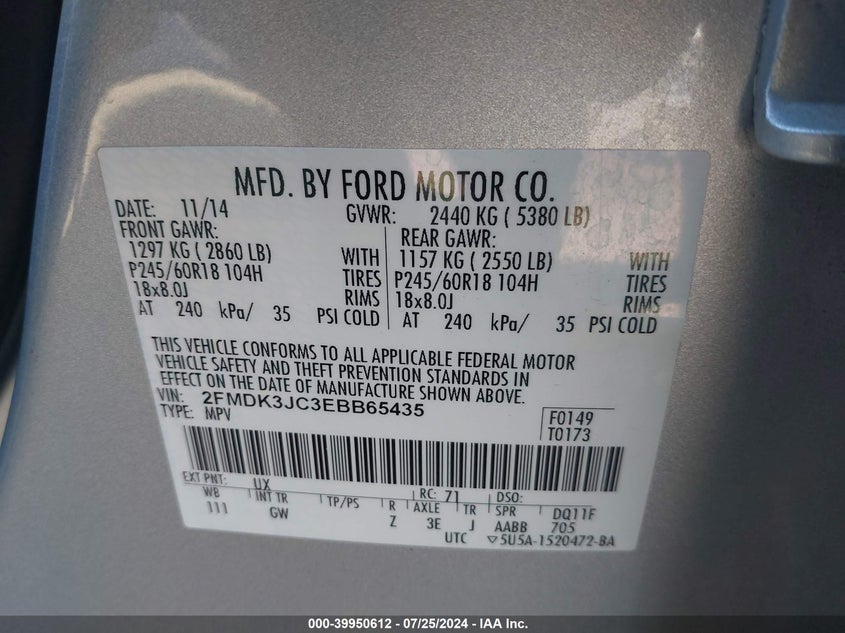 MFD. BY FORD MOTOR CO.
DATE: 11/14 GVWR: 2440 KG ( 5380 LB)
FRONT GAWR: REAR GAWR:
1297 KG ( 2860 LB) WITH 1157 KG ( 2550 LB) WITH
P245/60R18 104H TIRES P245/60R18 104H TIRES
18x8.0J RIMS 18x8.0J RIMS
AT 240 kPa/ 35 PSI COLD AT 240 kPa/ 35 PSI COLD
THIS VEHICLE CONFORMS TO ALL APPLICABLE FEDERAL MOTOR
VEHICLE SAFETY AND THEFT PREVENTION STANDARDS IN
EFFECT ON THE DATE OF MANUFACTURE SHOWN ABOVE.
VIN: 2FMDK3JC3EBB65435
TYPE: MPV
F0149
T0173
EXT PNT: UX RC: 71 DSO:
WB INT TR TP/PS R AXLE TR SPR DQ11F
111 GW Z 3E J AABB 705
UTC ▽5U5A-1520472-BA
000-39950612 - 07/25/2024 - IAA Inc.